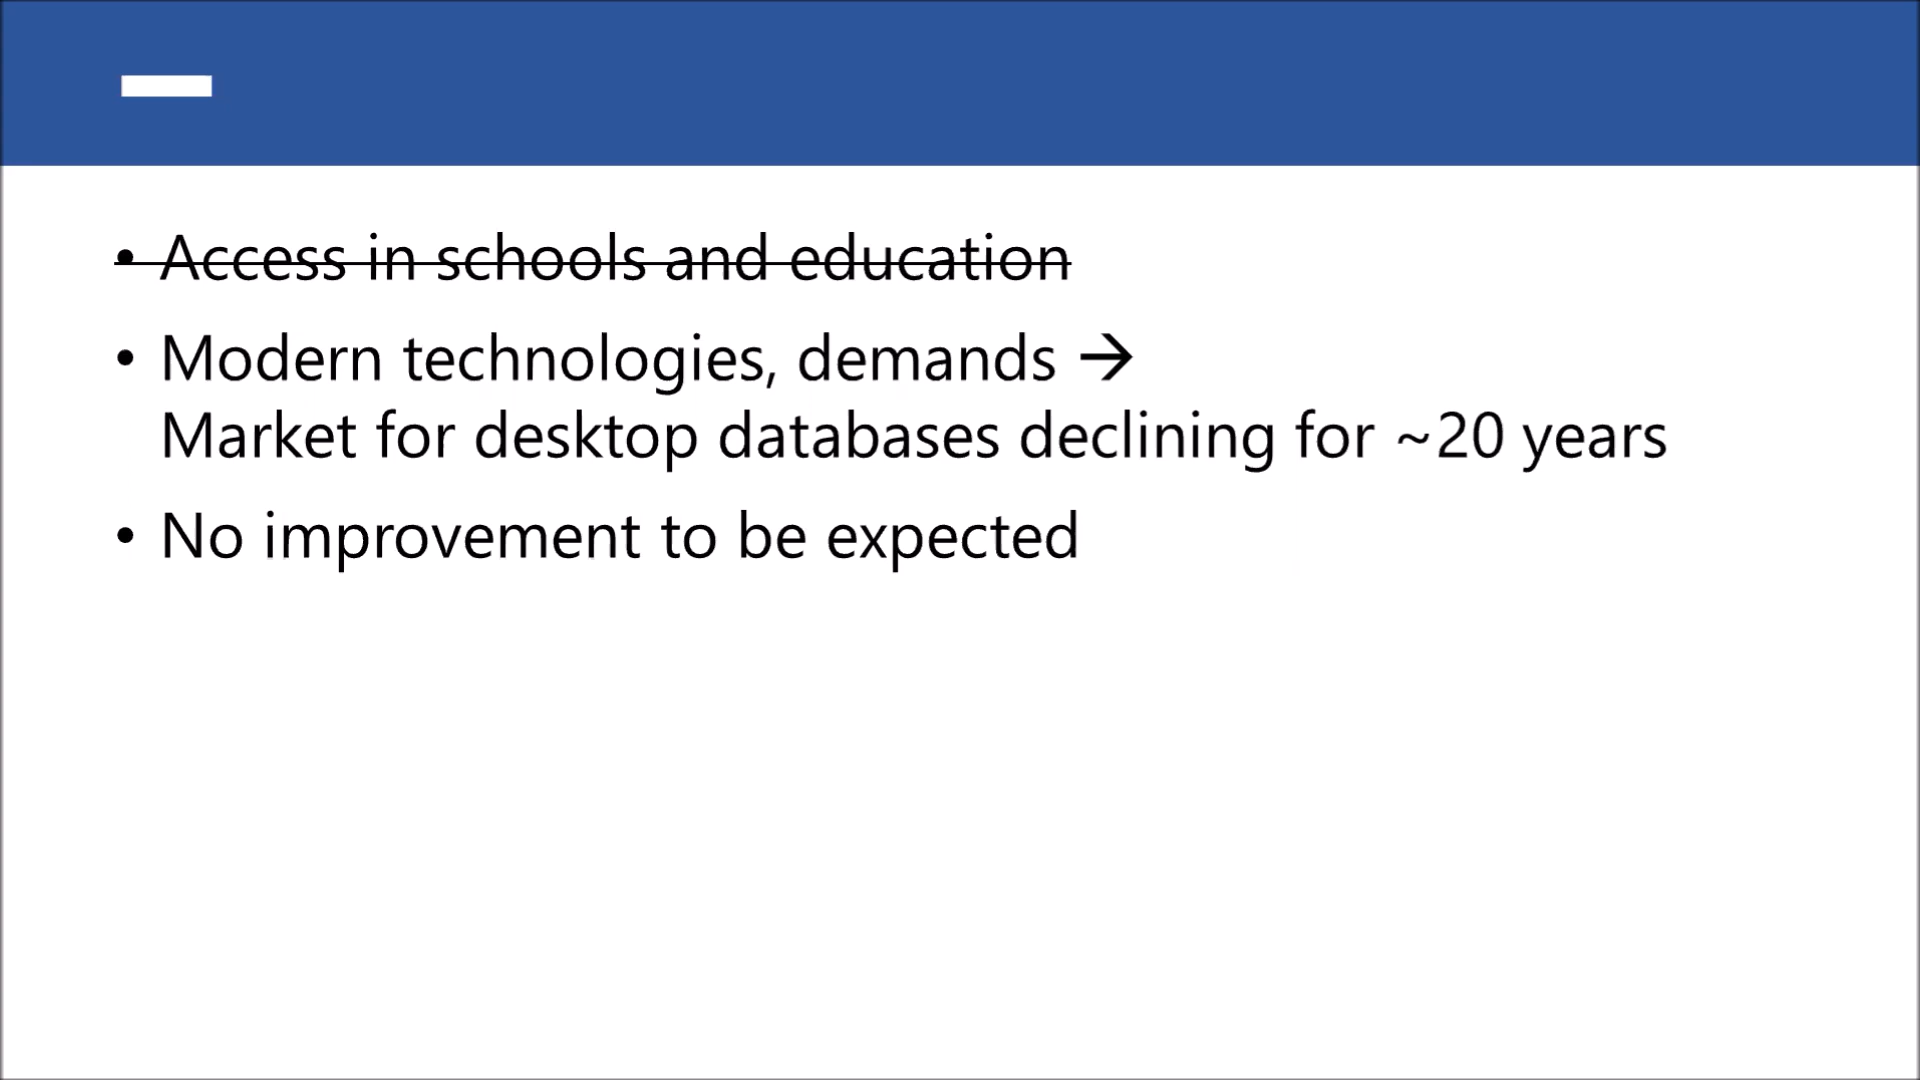 –
• Access in schools and education
• Modern technologies, demands →
Market for desktop databases declining for ~20 years
• No improvement to be expected